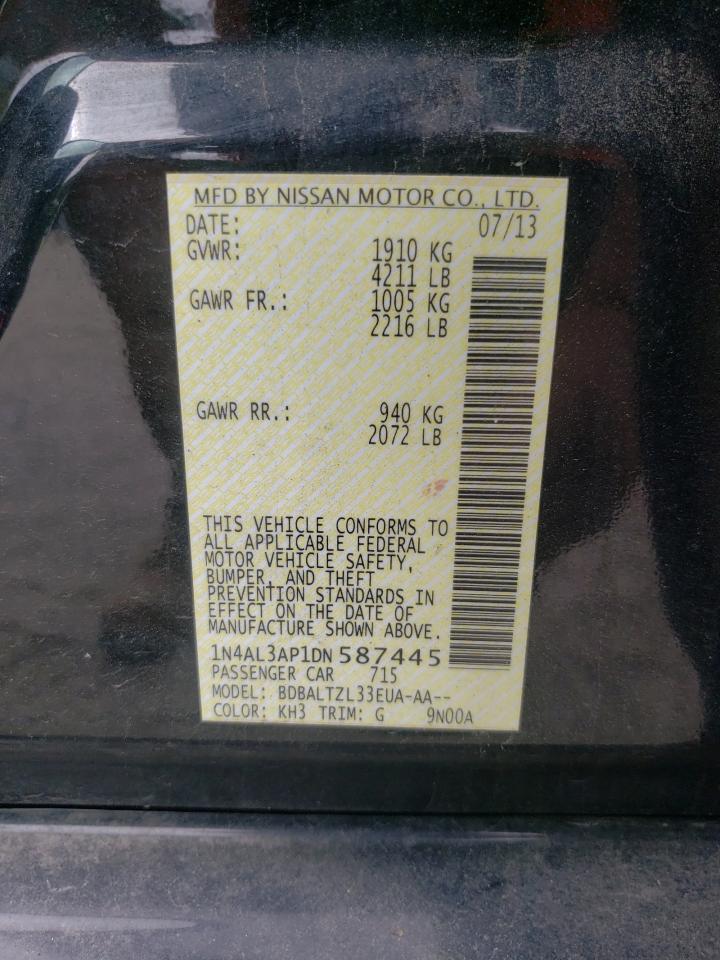 MFD BY NISSAN MOTOR CO., LTD.
DATE: 07/13
GVWR: 1910 KG
4211 LB
GAWR FR.: 1005 KG
2216 LB
GAWR RR.: 940 KG
2072 LB
THIS VEHICLE CONFORMS TO
ALL APPLICABLE FEDERAL
MOTOR VEHICLE SAFETY,
BUMPER, AND THEFT
PREVENTION STANDARDS IN
EFFECT ON THE DATE OF
MANUFACTURE SHOWN ABOVE.
1N4AL3AP1DN587445
PASSENGER CAR 715
MODEL: BDBALTZL33EUA-AA--
COLOR: KH3 TRIM: G 9N00A